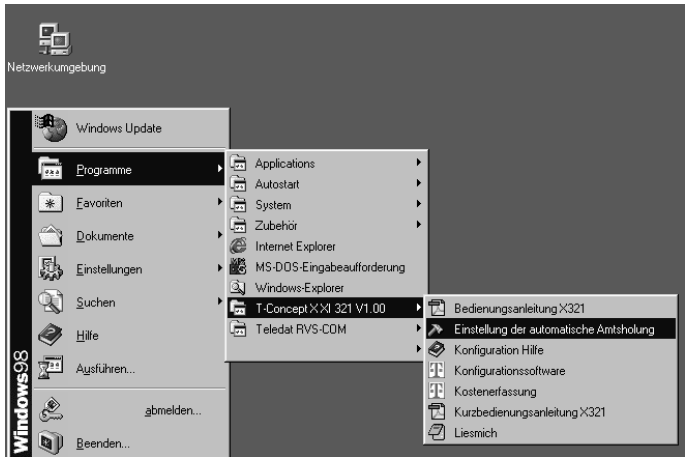 Netzwerkumgebung
Windows Update
Programme
Favoriten
Dokumente
Einstellungen
Suchen
Hilfe
Ausführen...
abmelden...
Beenden...
Windows98
Applications
Autostart
System
Zubehör
Internet Explorer
MS-DOS-Eingabeaufforderung
Windows-Explorer
T-Concept XXI 321 V1.00
Teledat RVS-COM
Bedienungsanleitung X321
Einstellung der automatische Amtsholung
Konfiguration Hilfe
Konfigurationssoftware
Kostenerfassung
Kurzbedienungsanleitung X321
Liesmich